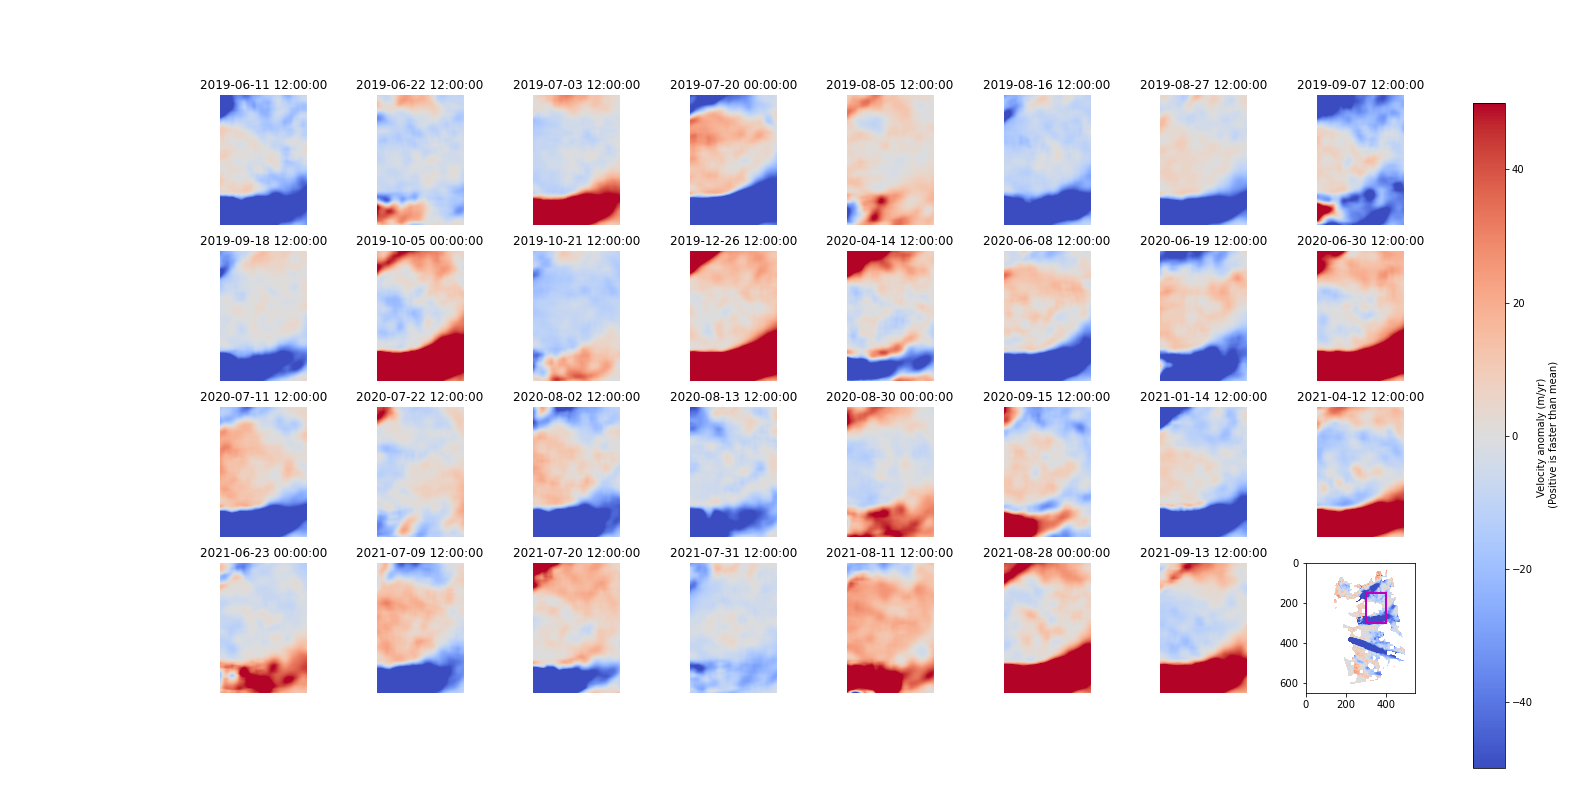 2019-06-11 12:00:00 2019-06-22 12:00:00 2019-07-03 12:00:00 2019-07-20 00:00:00 2019-08-05 12:00:00 2019-08-16 12:00:00 2019-08-27 12:00:00 2019-09-07 12:00:00
2019-09-18 12:00:00 2019-10-05 00:00:00 2019-10-21 12:00:00 2019-12-26 12:00:00 2020-04-14 12:00:00 2020-06-08 12:00:00 2020-06-19 12:00:00 2020-06-30 12:00:00
2020-07-11 12:00:00 2020-07-22 12:00:00 2020-08-02 12:00:00 2020-08-13 12:00:00 2020-08-30 00:00:00 2020-09-15 12:00:00 2021-01-14 12:00:00 2021-04-12 12:00:00
2021-06-23 00:00:00 2021-07-09 12:00:00 2021-07-20 12:00:00 2021-07-31 12:00:00 2021-08-11 12:00:00 2021-08-28 00:00:00 2021-09-13 12:00:00
0
200
400
600
0 200 400
40
20
0
−20
−40
Velocity anomaly (m/yr)
(Positive is faster than mean)